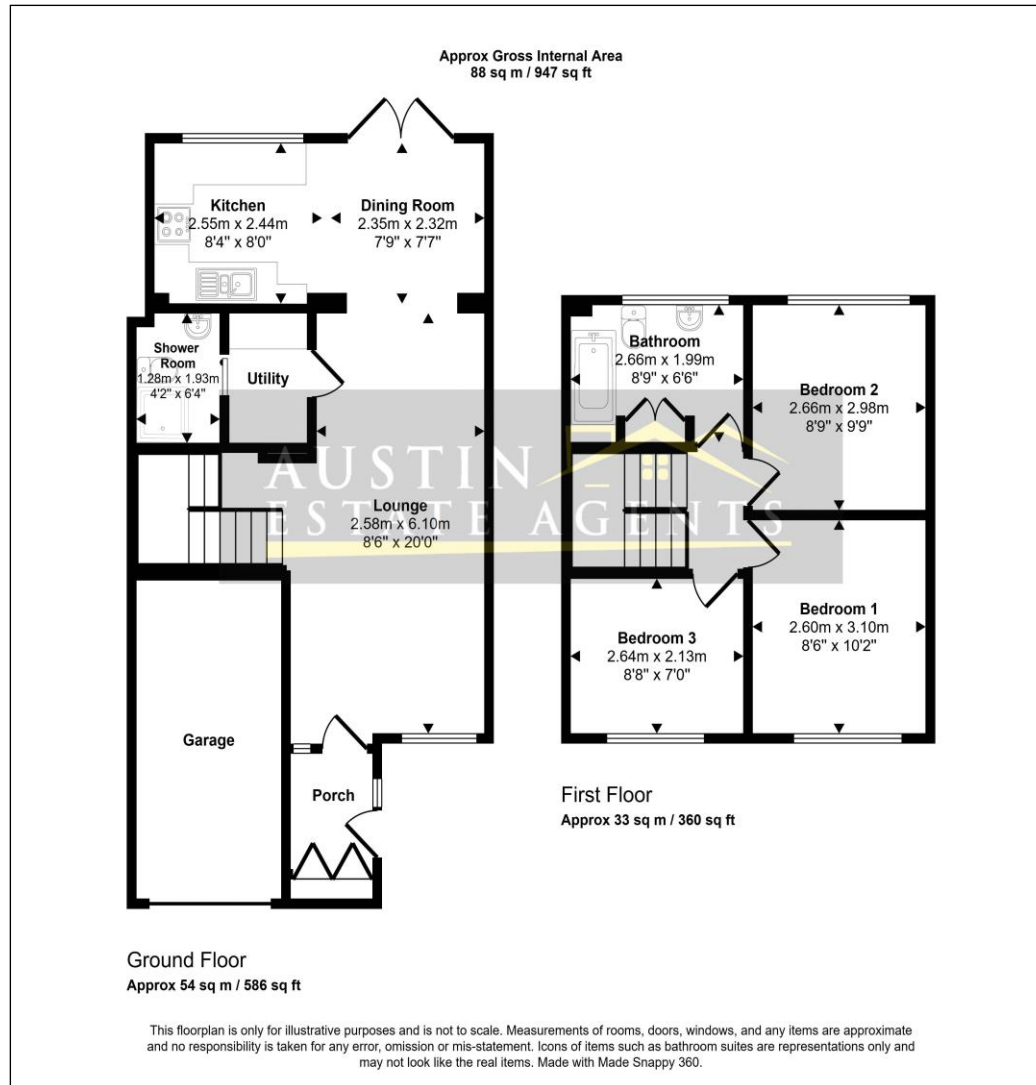 Approx Gross Internal Area
88 sq m / 947 sq ft
Kitchen
2.55m x 2.44m
8'4" x 8'0"
Dining Room
2.35m x 2.32m
7'9" x 7'7"
Shower
Room
1.28m x 1.93m
4'2" x 6'4"
Utility
Bathroom
2.66m x 1.99m
8'9" x 6'6"
Bedroom 2
2.66m x 2.98m
8'9" x 9'9"
AUSTIN
ESTATE AGENTS
Lounge
2.58m x 6.10m
8'6" x 20'0"
Bedroom 3
2.64m x 2.13m
8'8" x 7'0"
Bedroom 1
2.60m x 3.10m
8'6" x 10'2"
Garage
Porch
First Floor
Approx 33 sq m / 360 sq ft
Ground Floor
Approx 54 sq m / 586 sq ft
This floorplan is only for illustrative purposes and is not to scale. Measurements of rooms, doors, windows, and any items are approximate
and no responsibility is taken for any error, omission or mis-statement. Icons of items such as bathroom suites are representations only and
may not look like the real items. Made with Made Snappy 360.